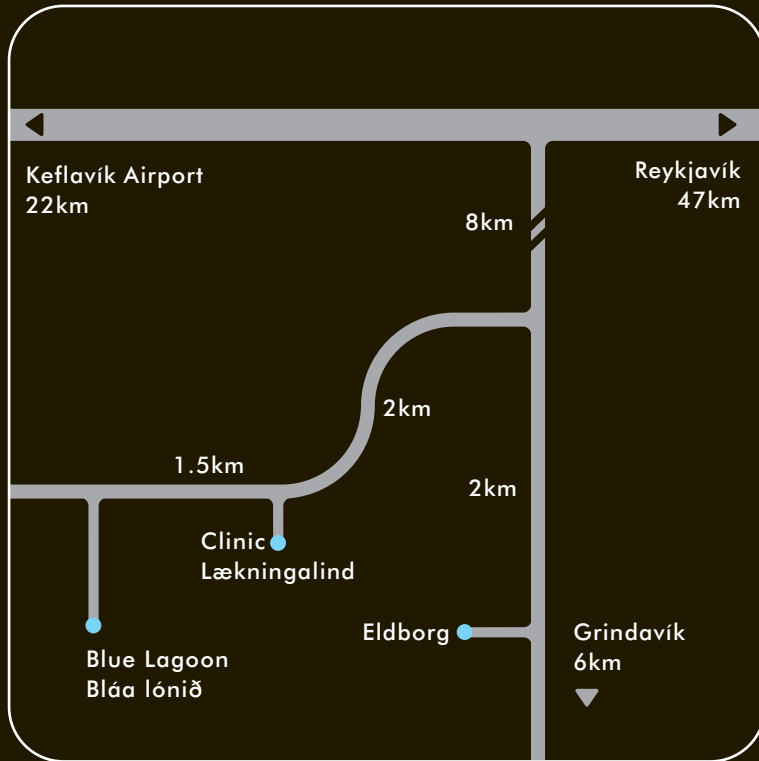 Keflavík Airport
22km
Reykjavík
47km
8km
2km
1.5km
2km
Clinic
Lækningalind
Eldborg
Grindavík
6km
Blue Lagoon
Bláa lónið